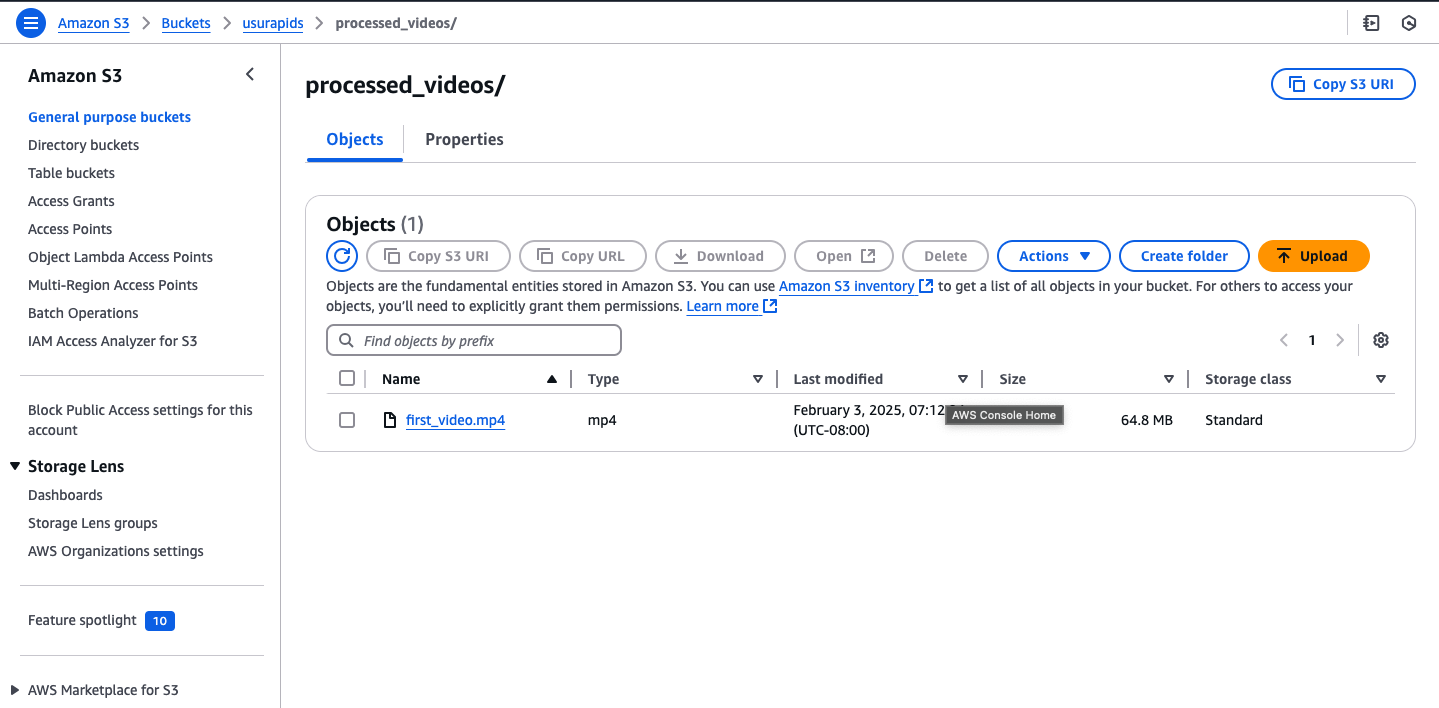 Amazon S3 > Buckets > usurapids > processed_videos/
Amazon S3
General purpose buckets
Directory buckets
Table buckets
Access Grants
Access Points
Object Lambda Access Points
Multi-Region Access Points
Batch Operations
IAM Access Analyzer for S3
Block Public Access settings for this
account
Storage Lens
Dashboards
Storage Lens groups
AWS Organizations settings
Feature spotlight 10
AWS Marketplace for S3
processed_videos/
Copy S3 URI
Objects Properties
Objects (1)
Copy S3 URI Copy URL Download Open Delete Actions Create folder Upload
Objects are the fundamental entities stored in Amazon S3. You can use Amazon S3 inventory to get a list of all objects in your bucket. For others to access your
objects, you’ll need to explicitly grant them permissions. Learn more
Find objects by prefix
1
Name Type Last modified Size Storage class
first_video.mp4 mp4 February 3, 2025, 07:12 64.8 MB Standard
(UTC-08:00)
AWS Console Home